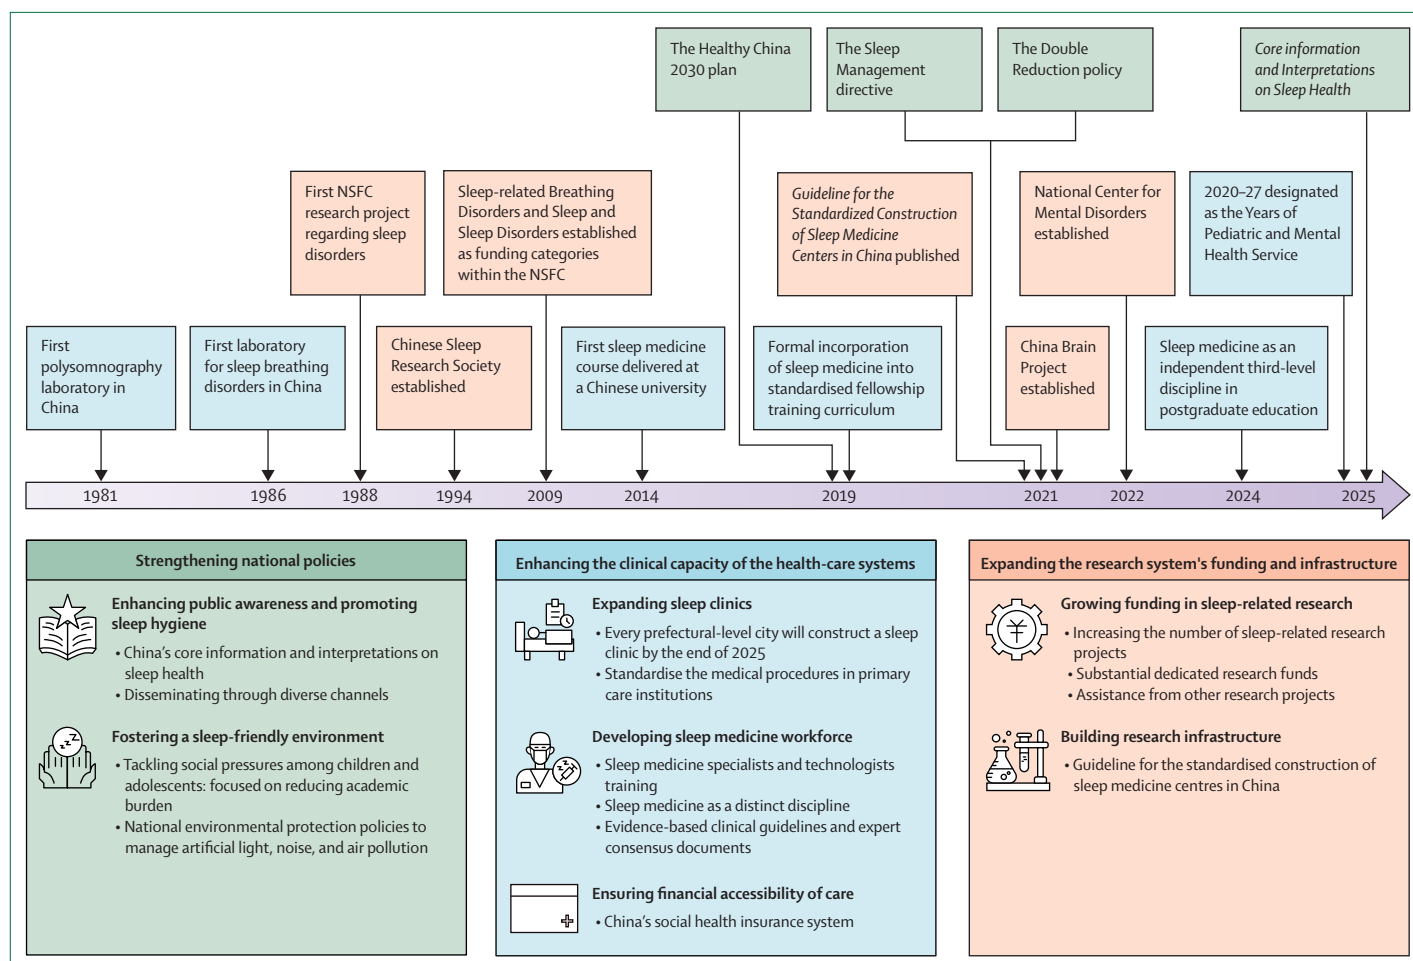 The Healthy China
2030 plan
The Sleep
Management
directive
The Double
Reduction policy
Core information
and Interpretations
on Sleep Health
First NSFC
research project
regarding sleep
disorders
Sleep-related Breathing
Disorders and Sleep and
Sleep Disorders established
as funding categories
within the NSFC
Guideline for the
Standardized Construction
of Sleep Medicine
Centers in China published
National Center for
Mental Disorders
established
2020–27 designated
as the Years of
Pediatric and Mental
Health Service
First
polysomnography
laboratory in
China
First laboratory
for sleep breathing
disorders in China
Chinese Sleep
Research Society
established
First sleep medicine
course delivered at
a Chinese university
Formal incorporation
of sleep medicine into
standardised fellowship
training curriculum
China Brain
Project
established
Sleep medicine as an
independent third-level
discipline in
postgraduate education
1981 1986 1988 1994 2009 2014 2019 2021 2022 2024 2025
Strengthening national policies
Enhancing public awareness and promoting
sleep hygiene
• China's core information and interpretations on
sleep health
• Disseminating through diverse channels
Fostering a sleep-friendly environment
• Tackling social pressures among children and
adolescents: focused on reducing academic
burden
• National environmental protection policies to
manage artificial light, noise, and air pollution
Enhancing the clinical capacity of the health-care systems
Expanding sleep clinics
• Every prefectural-level city will construct a sleep
clinic by the end of 2025
• Standardise the medical procedures in primary
care institutions
Developing sleep medicine workforce
• Sleep medicine specialists and technologists
training
• Sleep medicine as a distinct discipline
• Evidence-based clinical guidelines and expert
consensus documents
Ensuring financial accessibility of care
• China's social health insurance system
Expanding the research system's funding and infrastructure
Growing funding in sleep-related research
• Increasing the number of sleep-related research
projects
• Substantial dedicated research funds
• Assistance from other research projects
Building research infrastructure
• Guideline for the standardised construction of
sleep medicine centres in China